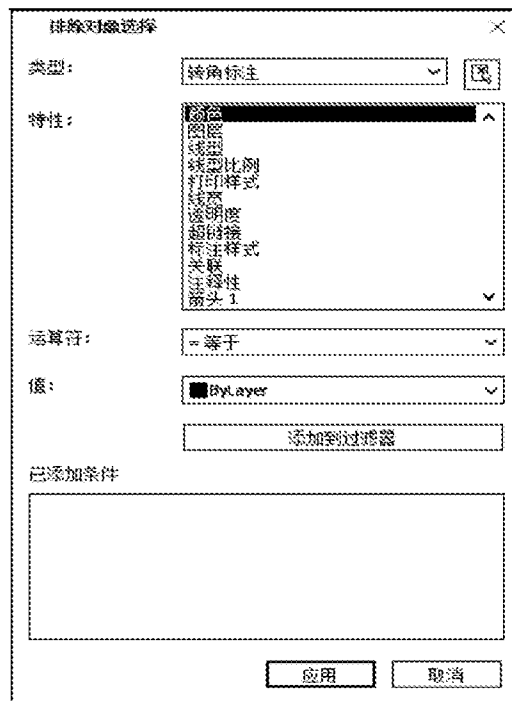 排除对象选择
类型：
转角标注
特性：
颜色
图层
线型
线型比例
打印样式
线宽
透明度
超链接
标注样式
关联
注释性
箭头 1
运算符：
= 等于
值：
ByLayer
添加到过滤器
已添加条件
应用
取消